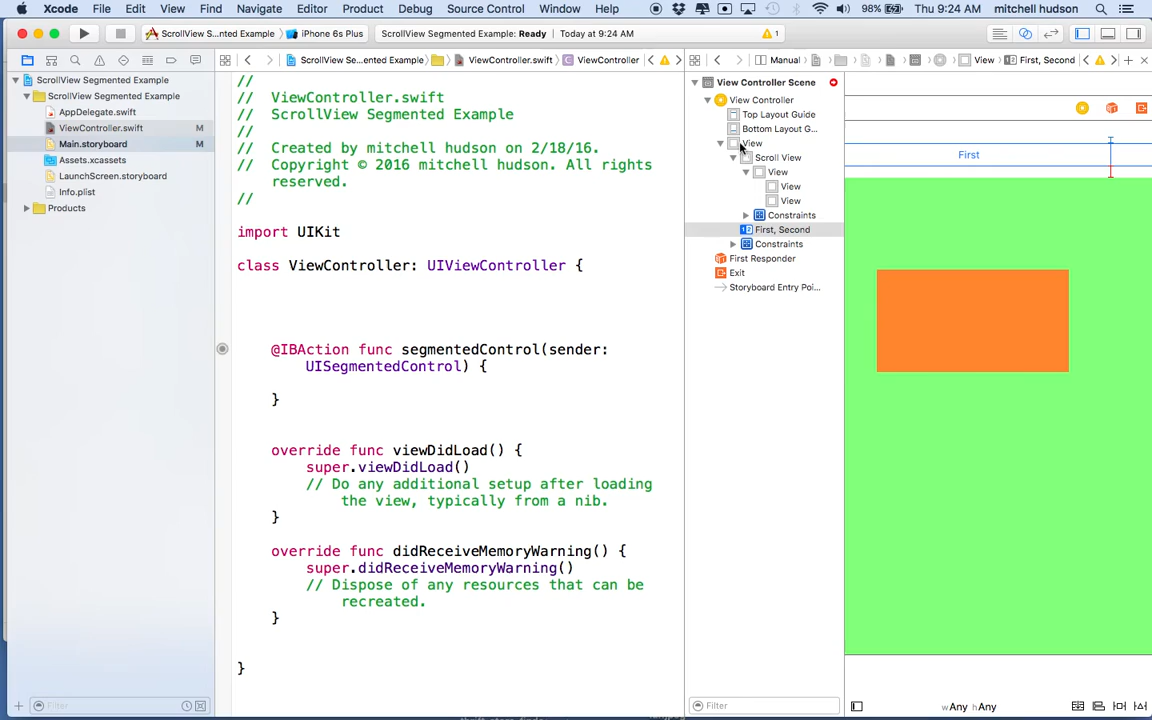 Xcode File Edit View Find Navigate Editor Product Debug Source Control Window Help 98% Thu 9:24 AM mitchell hudson
ScrollView S...nted Example iPhone 6s Plus ScrollView Segmented Example: Ready Today at 9:24 AM 1
ScrollView Se...ented Example ViewController.swift ViewController Manual View First, Second
ScrollView Segmented Example
ScrollView Segmented Example
AppDelegate.swift
ViewController.swift M
Main.storyboard M
Assets.xcassets
LaunchScreen.storyboard
Info.plist
Products
Filter
//
// ViewController.swift
// ScrollView Segmented Example
//
// Created by mitchell hudson on 2/18/16.
// Copyright © 2016 mitchell hudson. All rights
reserved.
//
import UIKit
class ViewController: UIViewController {
@IBAction func segmentedControl(sender:
UISegmentedControl) {
}
override func viewDidLoad() {
super.viewDidLoad()
// Do any additional setup after loading
the view, typically from a nib.
}
override func didReceiveMemoryWarning() {
super.didReceiveMemoryWarning()
// Dispose of any resources that can be
recreated.
}
}
View Controller Scene
View Controller
Top Layout Guide
Bottom Layout G...
View
Scroll View
View
View
View
Constraints
First, Second
Constraints
First Responder
Exit
Storyboard Entry Poi...
Filter
First
wAny hAny